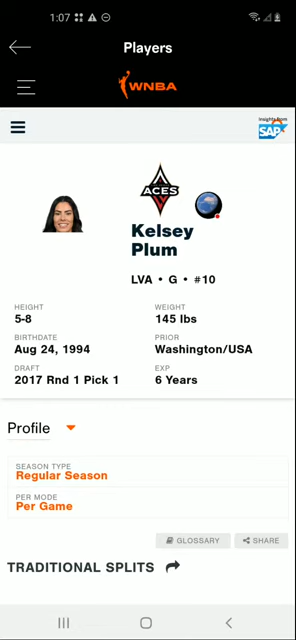 1:07
Players
WNBA
Insights from
SAP
ACES
Kelsey
Plum
LVA • G • #10
HEIGHT
5-8
WEIGHT
145 lbs
BIRTHDATE
Aug 24, 1994
PRIOR
Washington/USA
DRAFT
2017 Rnd 1 Pick 1
EXP
6 Years
Profile
SEASON TYPE
Regular Season
PER MODE
Per Game
GLOSSARY
SHARE
TRADITIONAL SPLITS